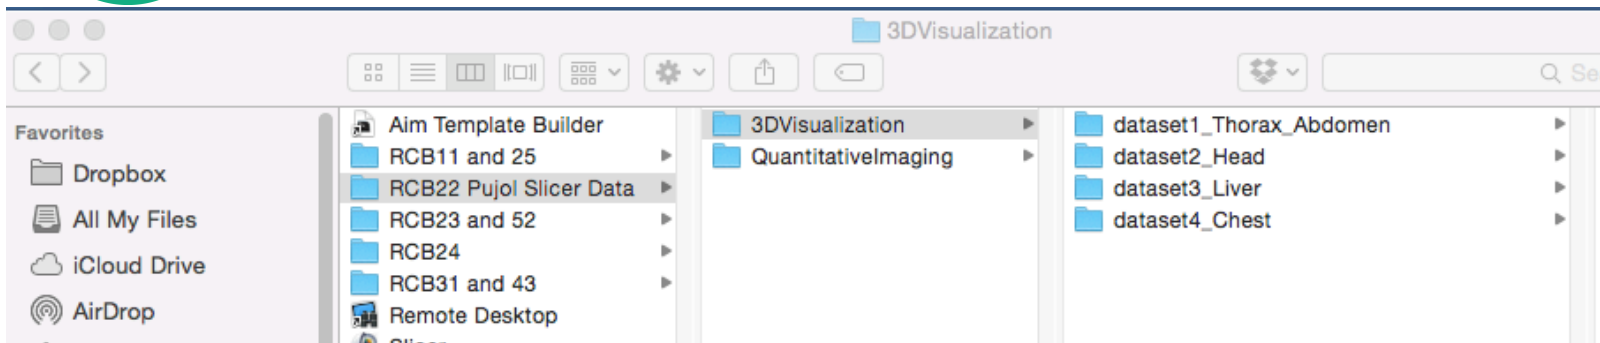 3DVisualization
Se
Favorites
Dropbox
All My Files
iCloud Drive
AirDrop
Aim Template Builder
RCB11 and 25
RCB22 Pujol Slicer Data
RCB23 and 52
RCB24
RCB31 and 43
Remote Desktop
3DVisualization
QuantitativeImaging
dataset1_Thorax_Abdomen
dataset2_Head
dataset3_Liver
dataset4_Chest